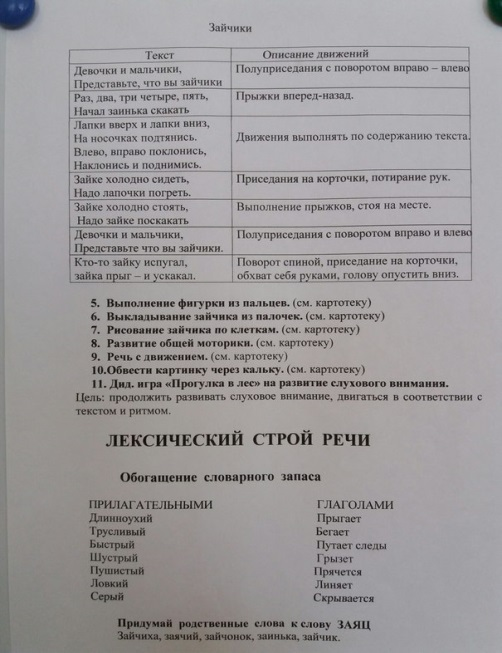 Зайчики
Текст Описание движений
Девочки и мальчики, Полуприседания с поворотом вправо – влево
Представьте, что вы зайчики
Раз, два, три четыре, пять, Прыжки вперед-назад.
Начал заинька скакать
Лапки вверх и лапки вниз,
На носочках подтянись. Движения выполнять по содержанию текста.
Влево, вправо поклонись,
Наклонись и поднимись.
Зайке холодно сидеть, Приседания на корточки, потирание рук.
Надо лапочки погреть.
Зайке холодно стоять, Выполнение прыжков, стоя на месте.
Надо зайке поскакать
Девочки и мальчики, Полуприседания с поворотом вправо и влево
Представьте что вы зайчики.
Кто-то зайку испугал, Поворот спиной, приседание на корточки,
зайка прыг – и ускакал. обхват себя руками, голову опустить вниз.
5. Выполнение фигурки из пальцев. (см. картотеку)
6. Выкладывание зайчика из палочек. (см. картотеку)
7. Рисование зайчика по клеткам. (см. картотеку)
8. Развитие общей моторики. (см. картотеку)
9. Речь с движением. (см. картотеку)
10.Обвести картинку через кальку. (см. картотеку)
11. Дид. игра «Прогулка в лес» на развитие слухового внимания.
Цель: продолжить развивать слуховое внимание, двигаться в соответствии с
текстом и ритмом.
ЛЕКСИЧЕСКИЙ СТРОЙ РЕЧИ
Обогащение словарного запаса
ПРИЛАГАТЕЛЬНЫМИ ГЛАГОЛАМИ
Длинноухий Прыгает
Трусливый Бегает
Быстрый Путает следы
Шустрый Грызет
Пушистый Прячется
Ловкий Линяет
Серый Скрывается
Придумай родственные слова к слову ЗАЯЦ
Зайчиха, заячий, зайчонок, заинька, зайчик.